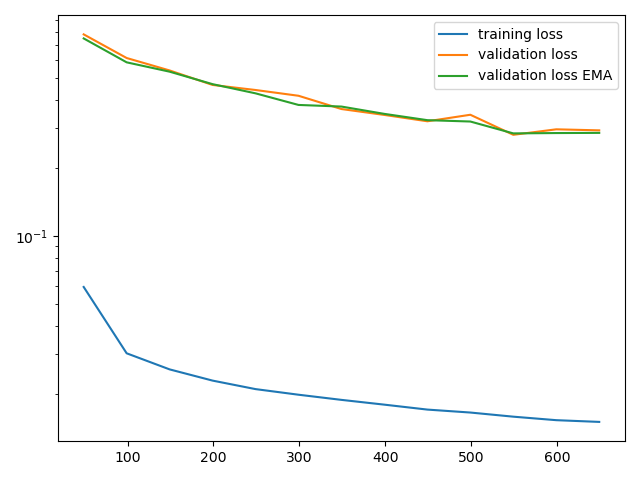 training loss
validation loss
validation loss EMA
10⁻¹
100 200 300 400 500 600